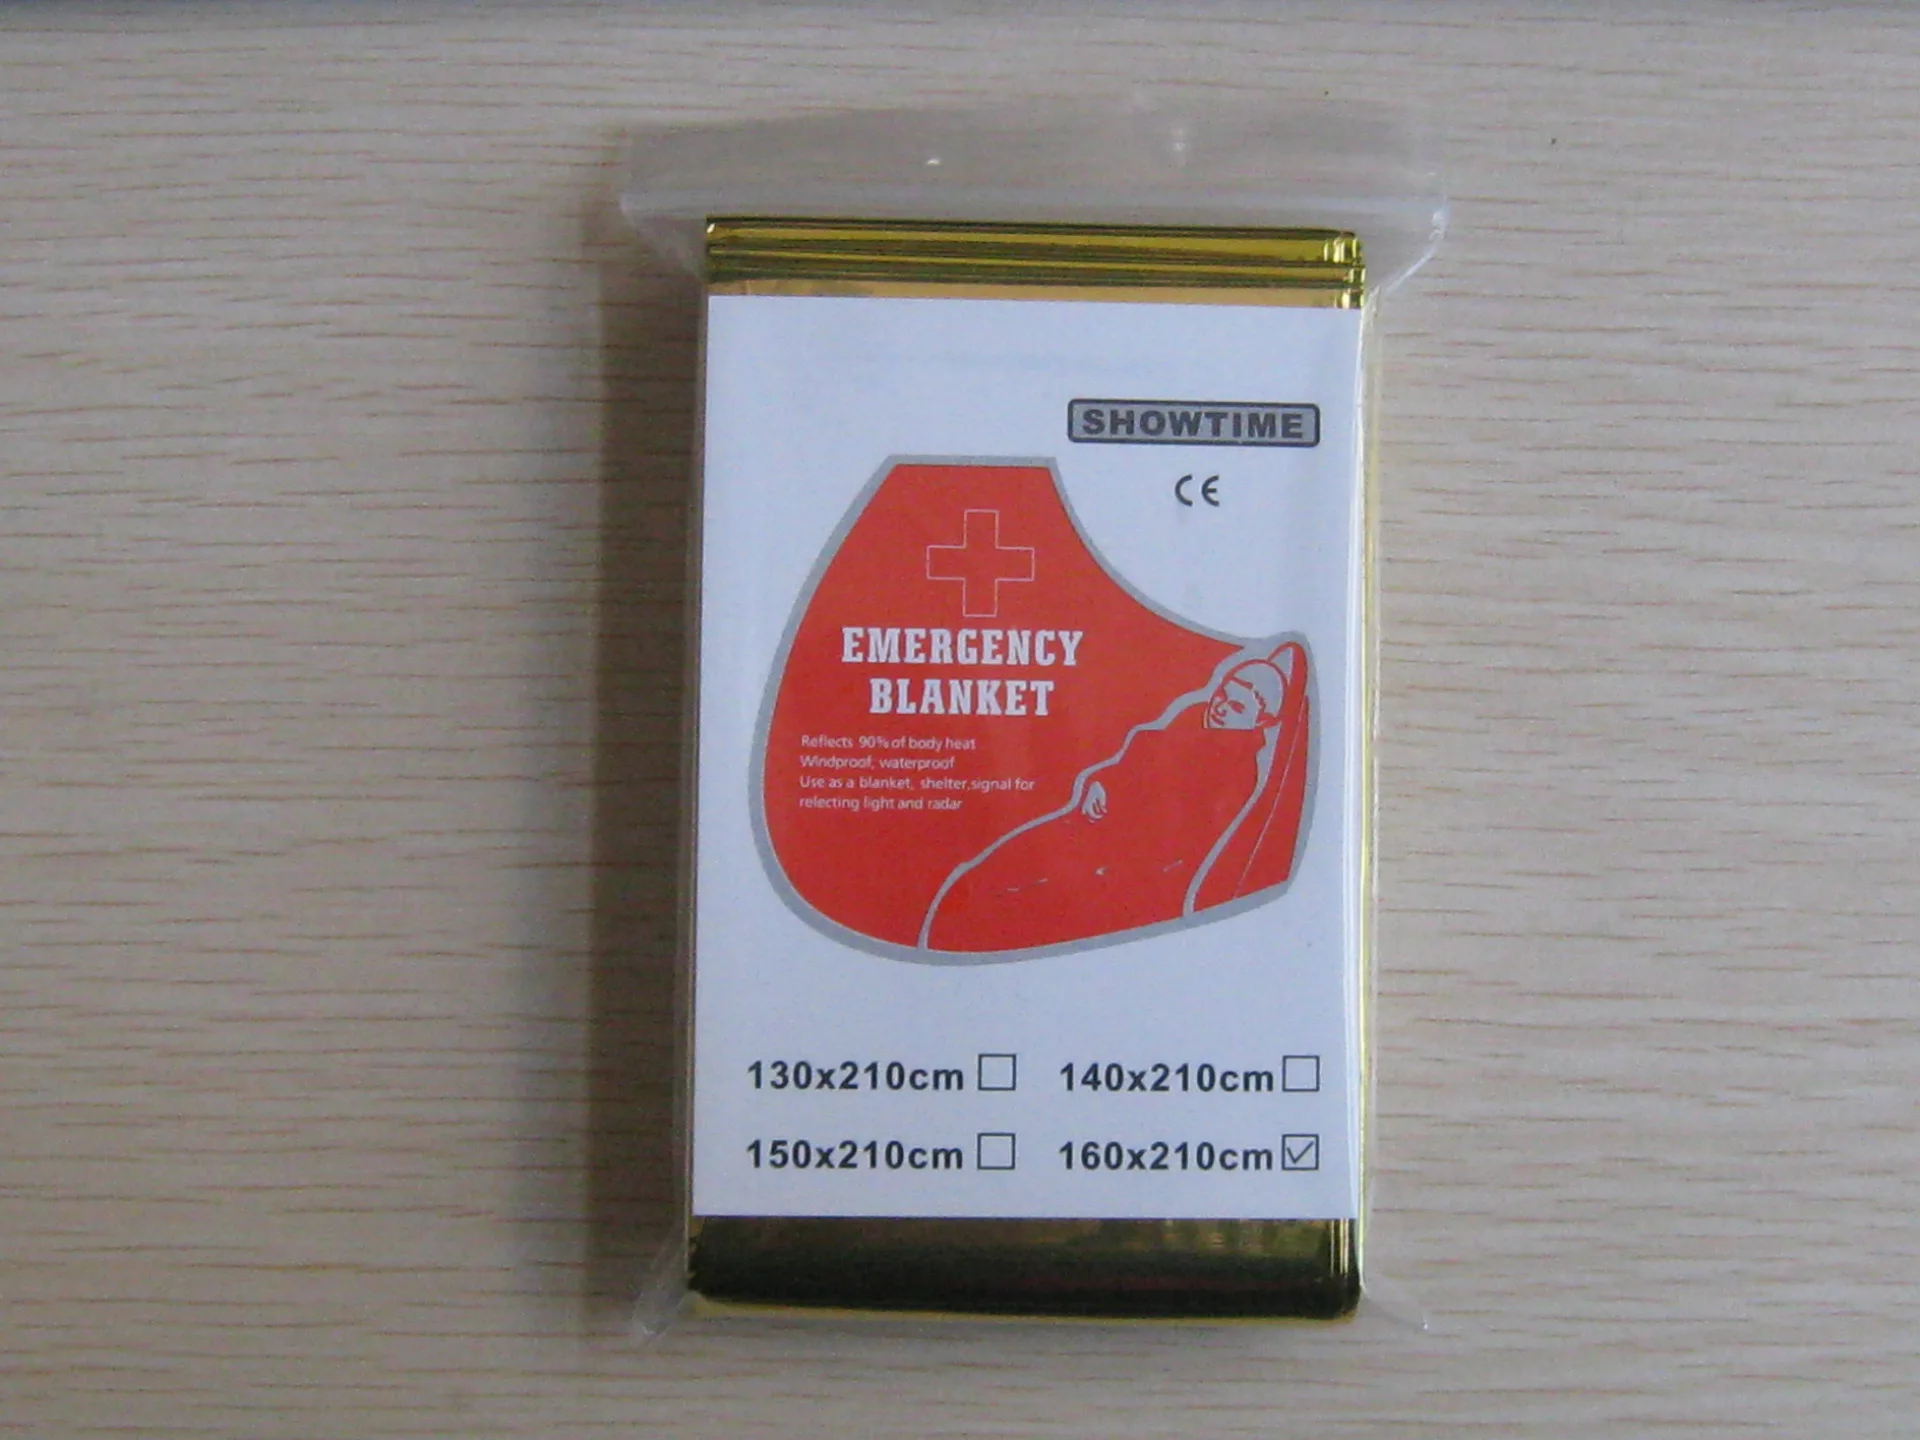 SHOWTIME
CE
EMERGENCY
BLANKET
Reflects 90% of body heat
Windproof, waterproof
Use as a blanket, shelter,signal for
relecting light and radar
130x210cm 140x210cm
150x210cm 160x210cm